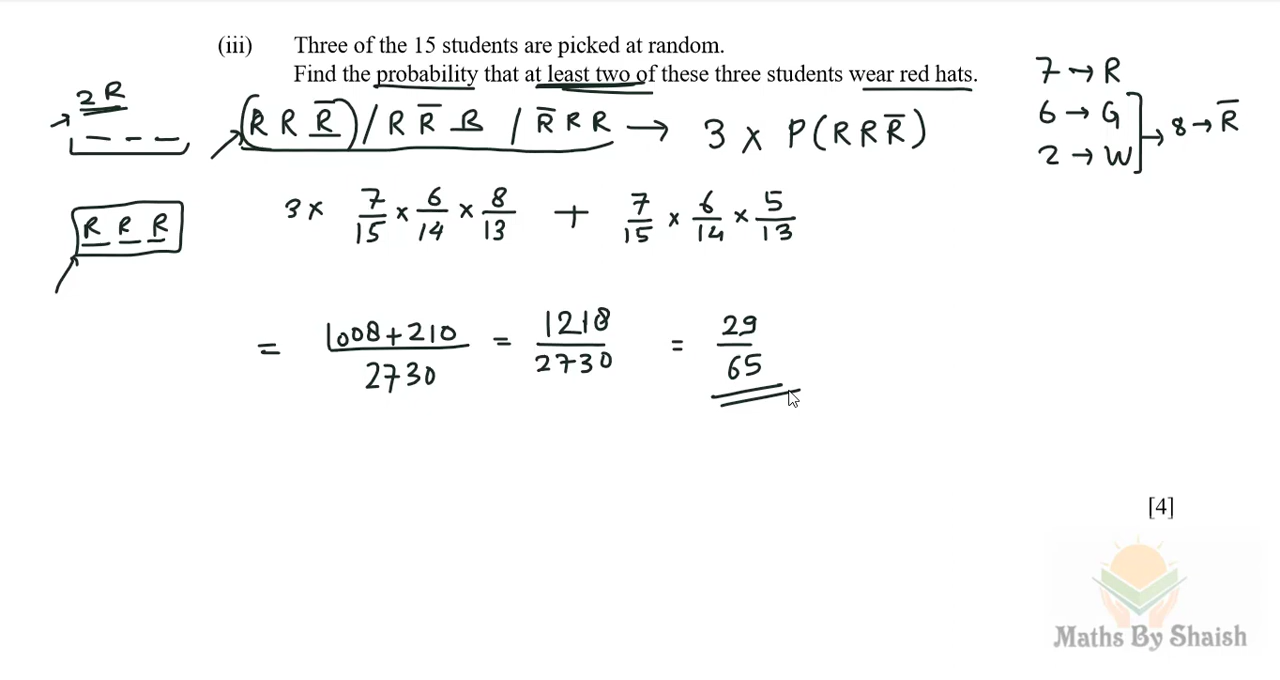 (iii) Three of the 15 students are picked at random.
Find the probability that at least two of these three students wear red hats.
7 → R
6 → G
2 → W
8 → R̅
2R
(R R R̅) / R R̅ R / R̅ R R → 3 × P(R R R̅)
R R R
3 × 7/15 × 6/14 × 8/13 + 7/15 × 6/14 × 5/13
= 1008+210/2730 = 1218/2730 = 29/65
[4]
Maths By Shaish